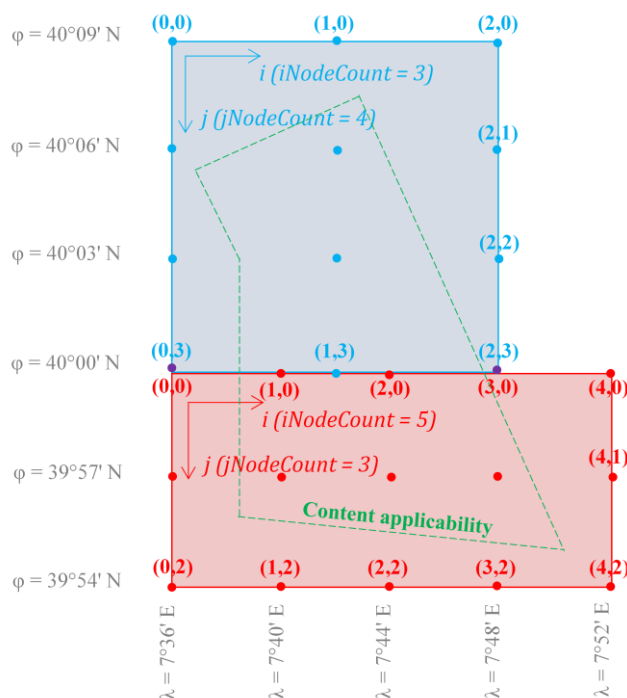 (0,0) (1,0) (2,0)
φ = 40°09' N
i (iNodeCount = 3)
j (jNodeCount = 4)
φ = 40°06' N
(2,1)
φ = 40°03' N
(2,2)
φ = 40°00' N
(0,3) (1,3) (2,3)
(0,0) (1,0) (2,0) (3,0) (4,0)
i (iNodeCount = 5)
j (jNodeCount = 3)
φ = 39°57' N
(4,1)
Content applicability
φ = 39°54' N
(0,2) (1,2) (2,2) (3,2) (4,2)
λ = 7°36' E
λ = 7°40' E
λ = 7°44' E
λ = 7°48' E
λ = 7°52' E